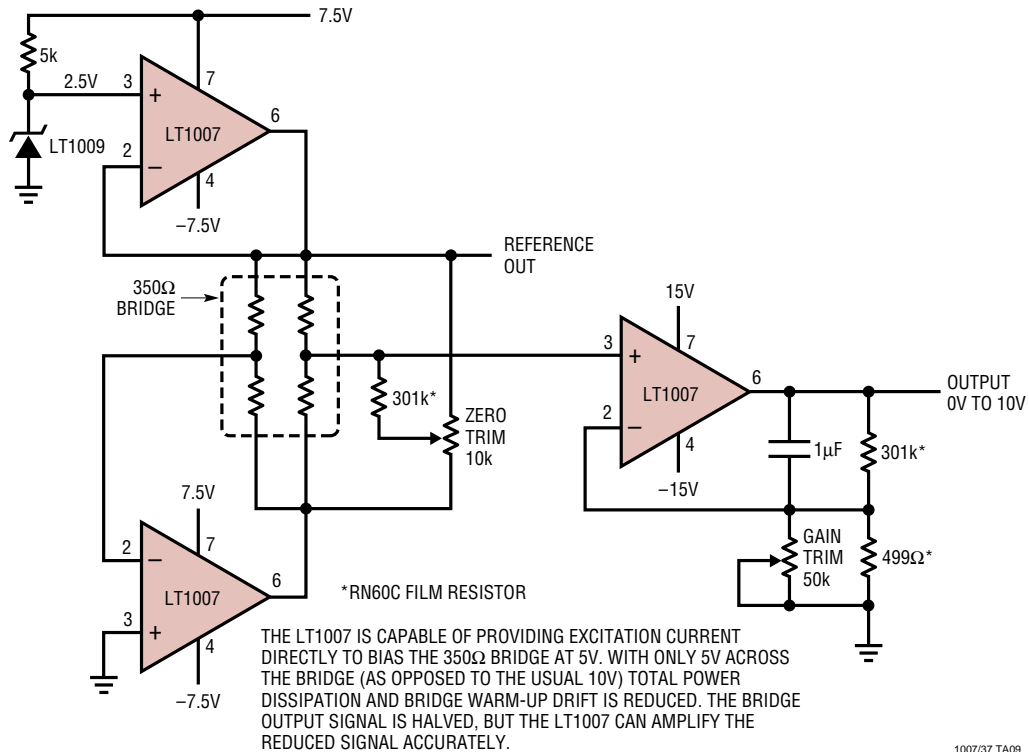 7.5V
5k
2.5V
3
+
7
6
LT1007
LT1009
2
–
4
–7.5V
REFERENCE
OUT
350Ω
BRIDGE
15V
3
+
7
6
LT1007
2
–
4
–15V
OUTPUT
0V TO 10V
301k*
ZERO
TRIM
10k
1µF
301k*
GAIN
TRIM
50k
499Ω*
7.5V
2
–
7
6
LT1007
3
+
4
–7.5V
*RN60C FILM RESISTOR
THE LT1007 IS CAPABLE OF PROVIDING EXCITATION CURRENT
DIRECTLY TO BIAS THE 350Ω BRIDGE AT 5V. WITH ONLY 5V ACROSS
THE BRIDGE (AS OPPOSED TO THE USUAL 10V) TOTAL POWER
DISSIPATION AND BRIDGE WARM-UP DRIFT IS REDUCED. THE BRIDGE
OUTPUT SIGNAL IS HALVED, BUT THE LT1007 CAN AMPLIFY THE
REDUCED SIGNAL ACCURATELY.
1007/37 TA09